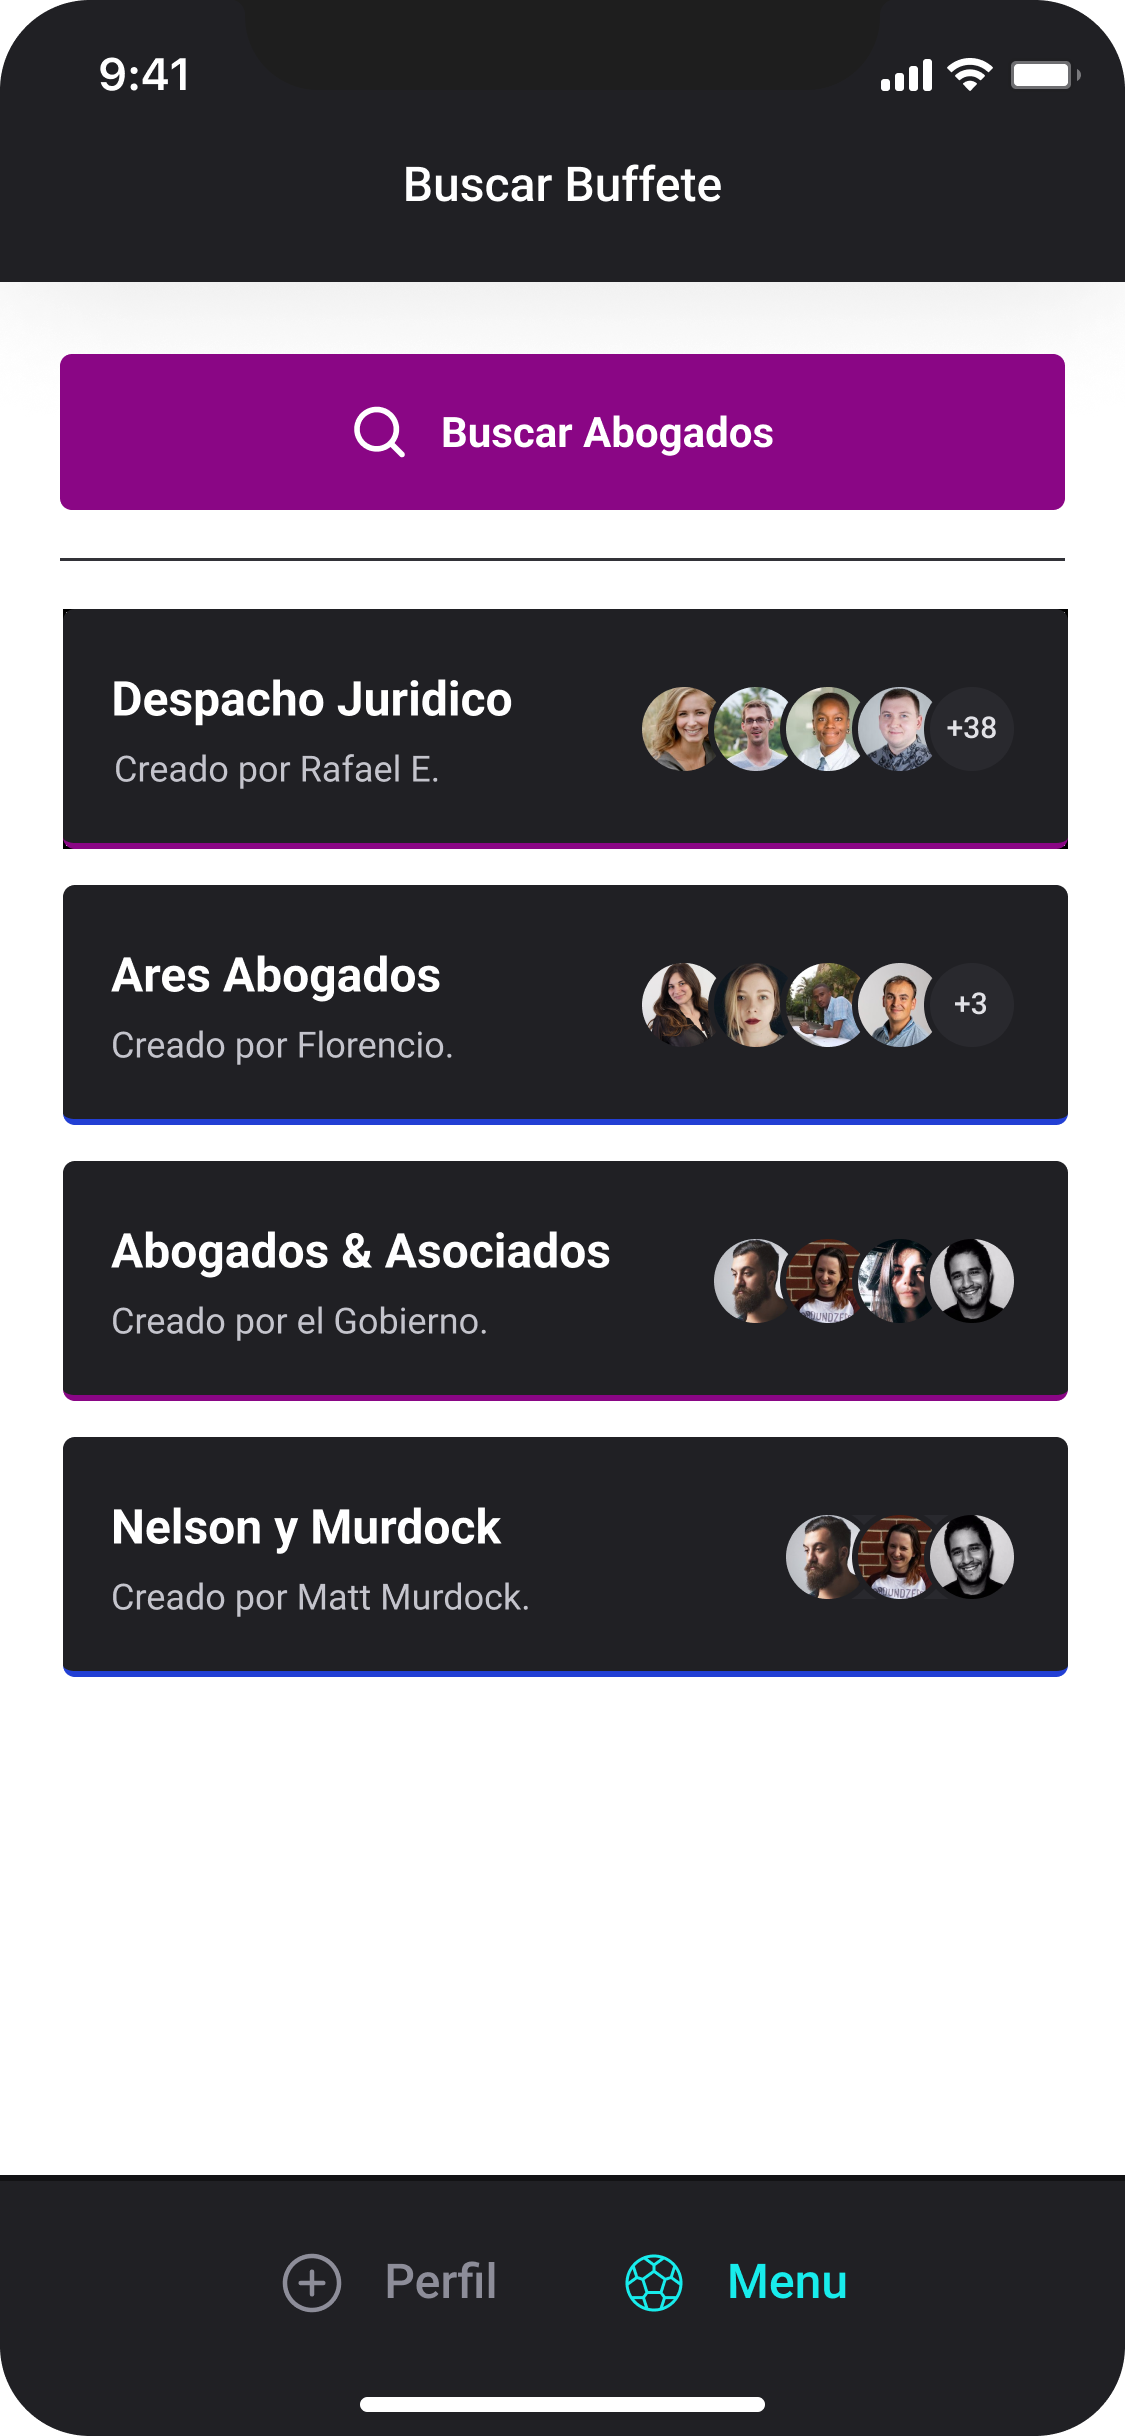 9:41
Buscar Buffete
Buscar Abogados
Despacho Juridico
Creado por Rafael E.
+38
Ares Abogados
Creado por Florencio.
+3
Abogados & Asociados
Creado por el Gobierno.
Nelson y Murdock
Creado por Matt Murdock.
Perfil
Menu